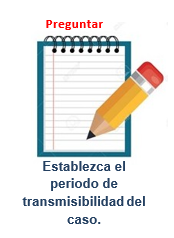 Preguntar
Establezca el
periodo de
transmisibilidad del
caso.